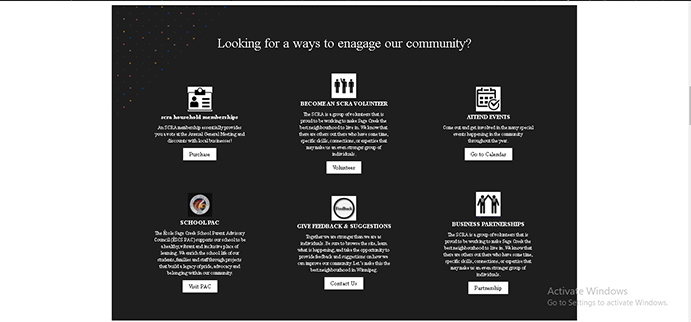 Looking for a ways to enagage our community?
scra household memberships
An SCRA membership essentially provides
you a vote at the Annual General Meeting and
discounts with local businesses!
Purchase
BECOME AN SCRA VOLUNTEER
The SCRA is a group of volunteers that is
proud to be working to make Sage Creek the
best neighbourhood to live in. We know that
there are others out there who have some time,
specific skills, connections, or expertise that
may make us an even stronger group of
individuals.
Volunteer
ATTEND EVENTS
Come out and get involved in the many special
events happening in the community
throughout the year.
Go to Calendar
SCHOOL PAC
The École Sage Creek School Parent Advisory
Council (ESCS PAC) supports our school to be
a healthy, vibrant and inclusive place of
learning. We enrich the school life of our
students, families and staff through projects
that build a legacy of pride, advocacy and
belonging within our community.
Visit PAC
Feedback
GIVE FEEDBACK & SUGGESTIONS
Together we are stronger than we are as
individuals. Be sure to browse the site, learn
what is happening, and take the opportunity to
provide feedback and suggestions on how we
can improve our community. Let's make this the
best neighborhood in Winnipeg.
Contact Us
BUSINESS PARTNERSHIPS
The SCRA is a group of volunteers that is
proud to be working to make Sage Creek the
best neighbourhood to live in. We know that
there are others out there who have some time,
specific skills, connections, or expertise that
may make us an even stronger group of
individuals.
Partnership
Activate Windows
Go to Settings to activate Windows.